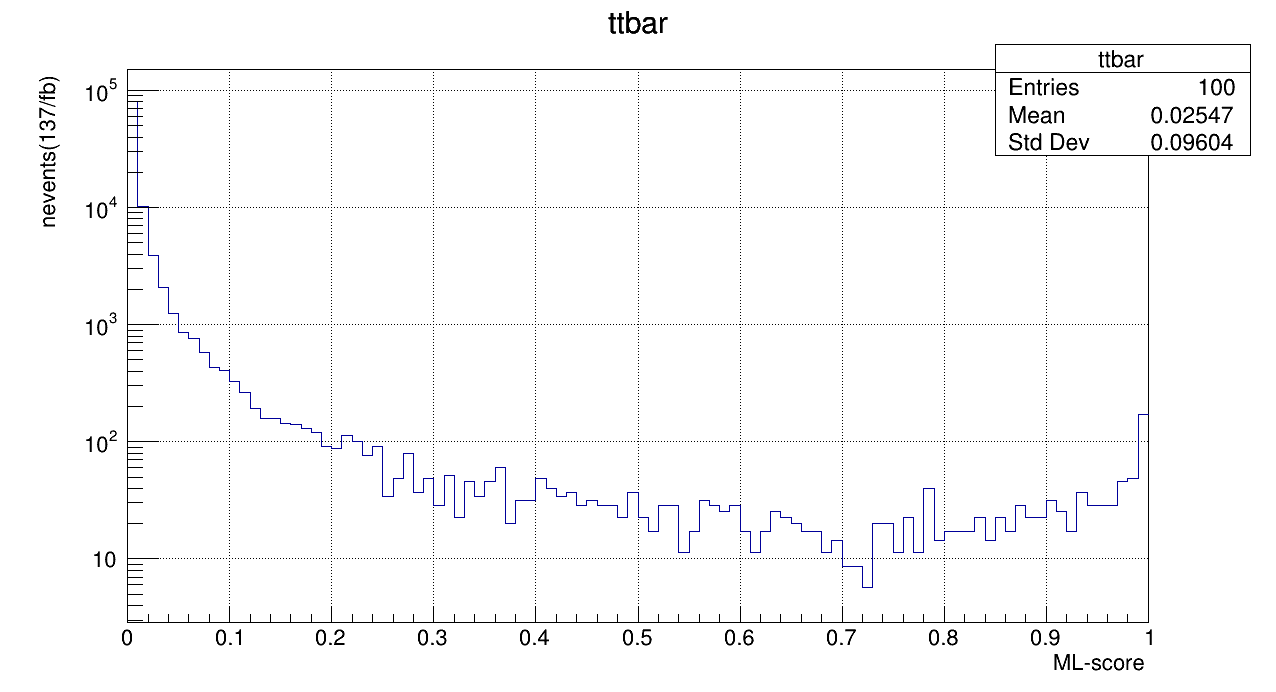 ttbar
ttbar
Entries 100
Mean 0.02547
Std Dev 0.09604
nevents(137/fb)
10^5
10^4
10^3
10^2
10
0 0.1 0.2 0.3 0.4 0.5 0.6 0.7 0.8 0.9 1
ML-score